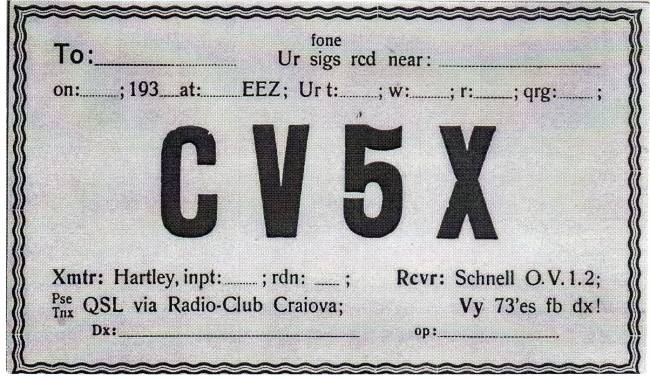 fone
To: Ur sigs rcd near:
on: ; 193 at: EEZ; Ur t: ; w: ; r: ; qrg: ;
CV5X
Xmtr: Hartley, inpt: ; rdn: ; Rcvr: Schnell O.V.1.2;
Pse
Tnx QSL via Radio-Club Craiova; Vy 73'es fb dx!
Dx: op: